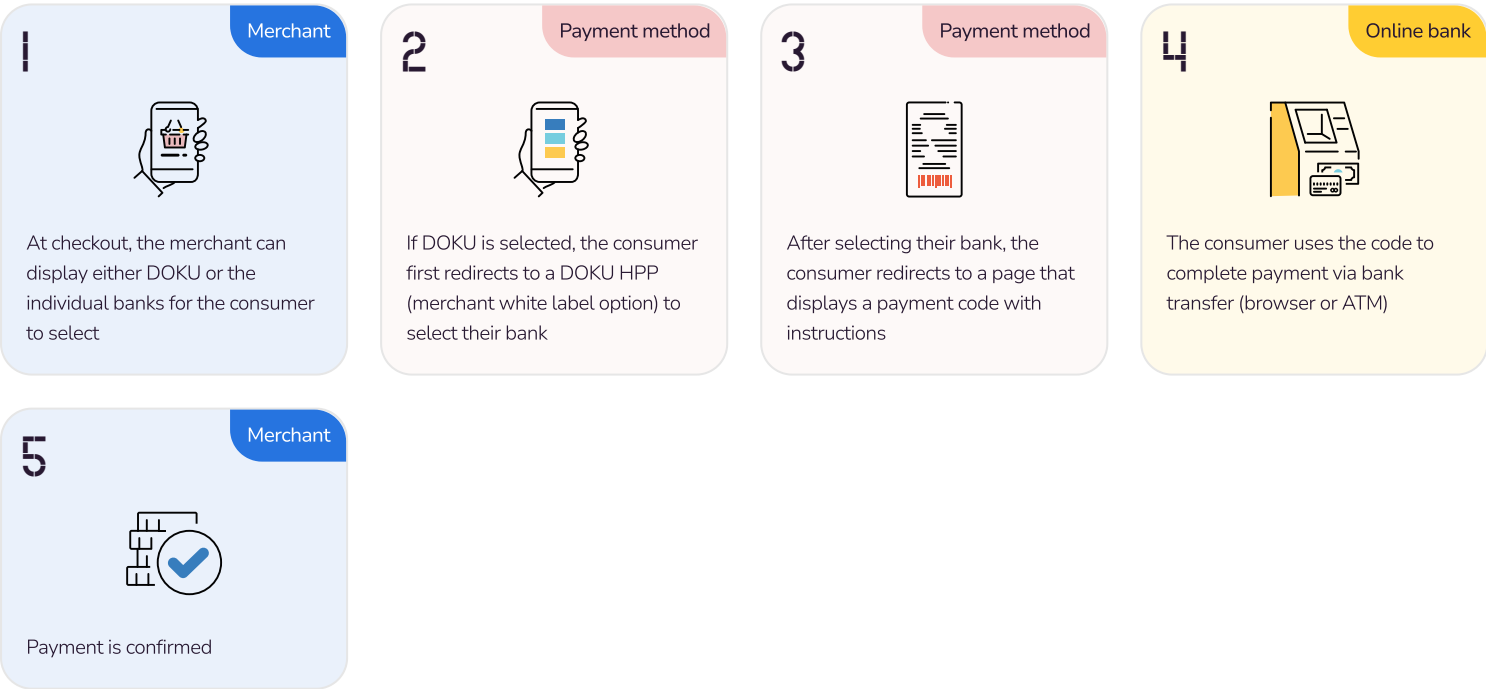 1
Merchant
At checkout, the merchant can
display either DOKU or the
individual banks for the consumer
to select
2
Payment method
If DOKU is selected, the consumer
first redirects to a DOKU HPP
(merchant white label option) to
select their bank
3
Payment method
After selecting their bank, the
consumer redirects to a page that
displays a payment code with
instructions
4
Online bank
The consumer uses the code to
complete payment via bank
transfer (browser or ATM)
5
Merchant
Payment is confirmed